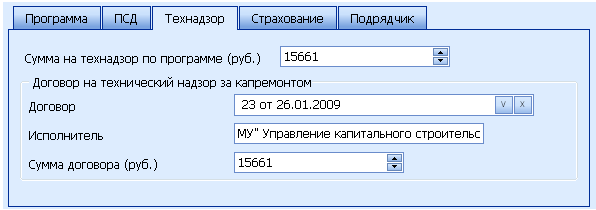 Программа ПСД Технадзор Страхование Подрядчик
Сумма на технадзор по программе (руб.) 15661
Договор на технический надзор за капремонтом
Договор 23 от 26.01.2009 v x
Исполнитель МУ" Управление капитального строительс
Сумма договора (руб.) 15661